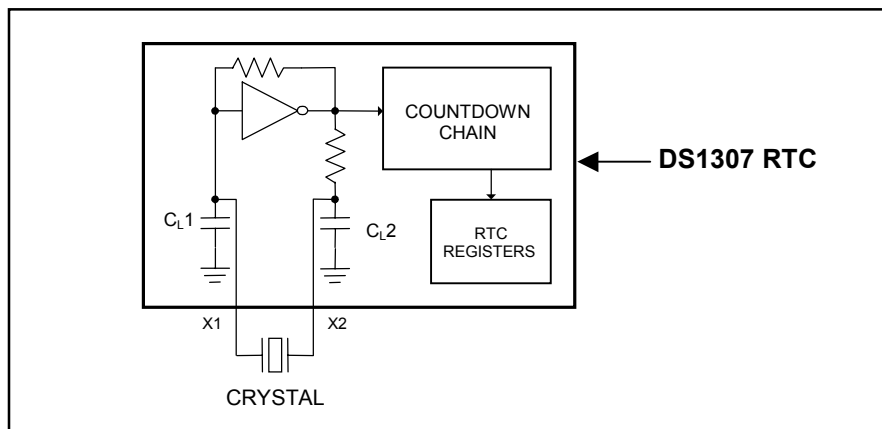 COUNTDOWN
CHAIN
DS1307 RTC
CL1
CL2
RTC
REGISTERS
X1
X2
CRYSTAL